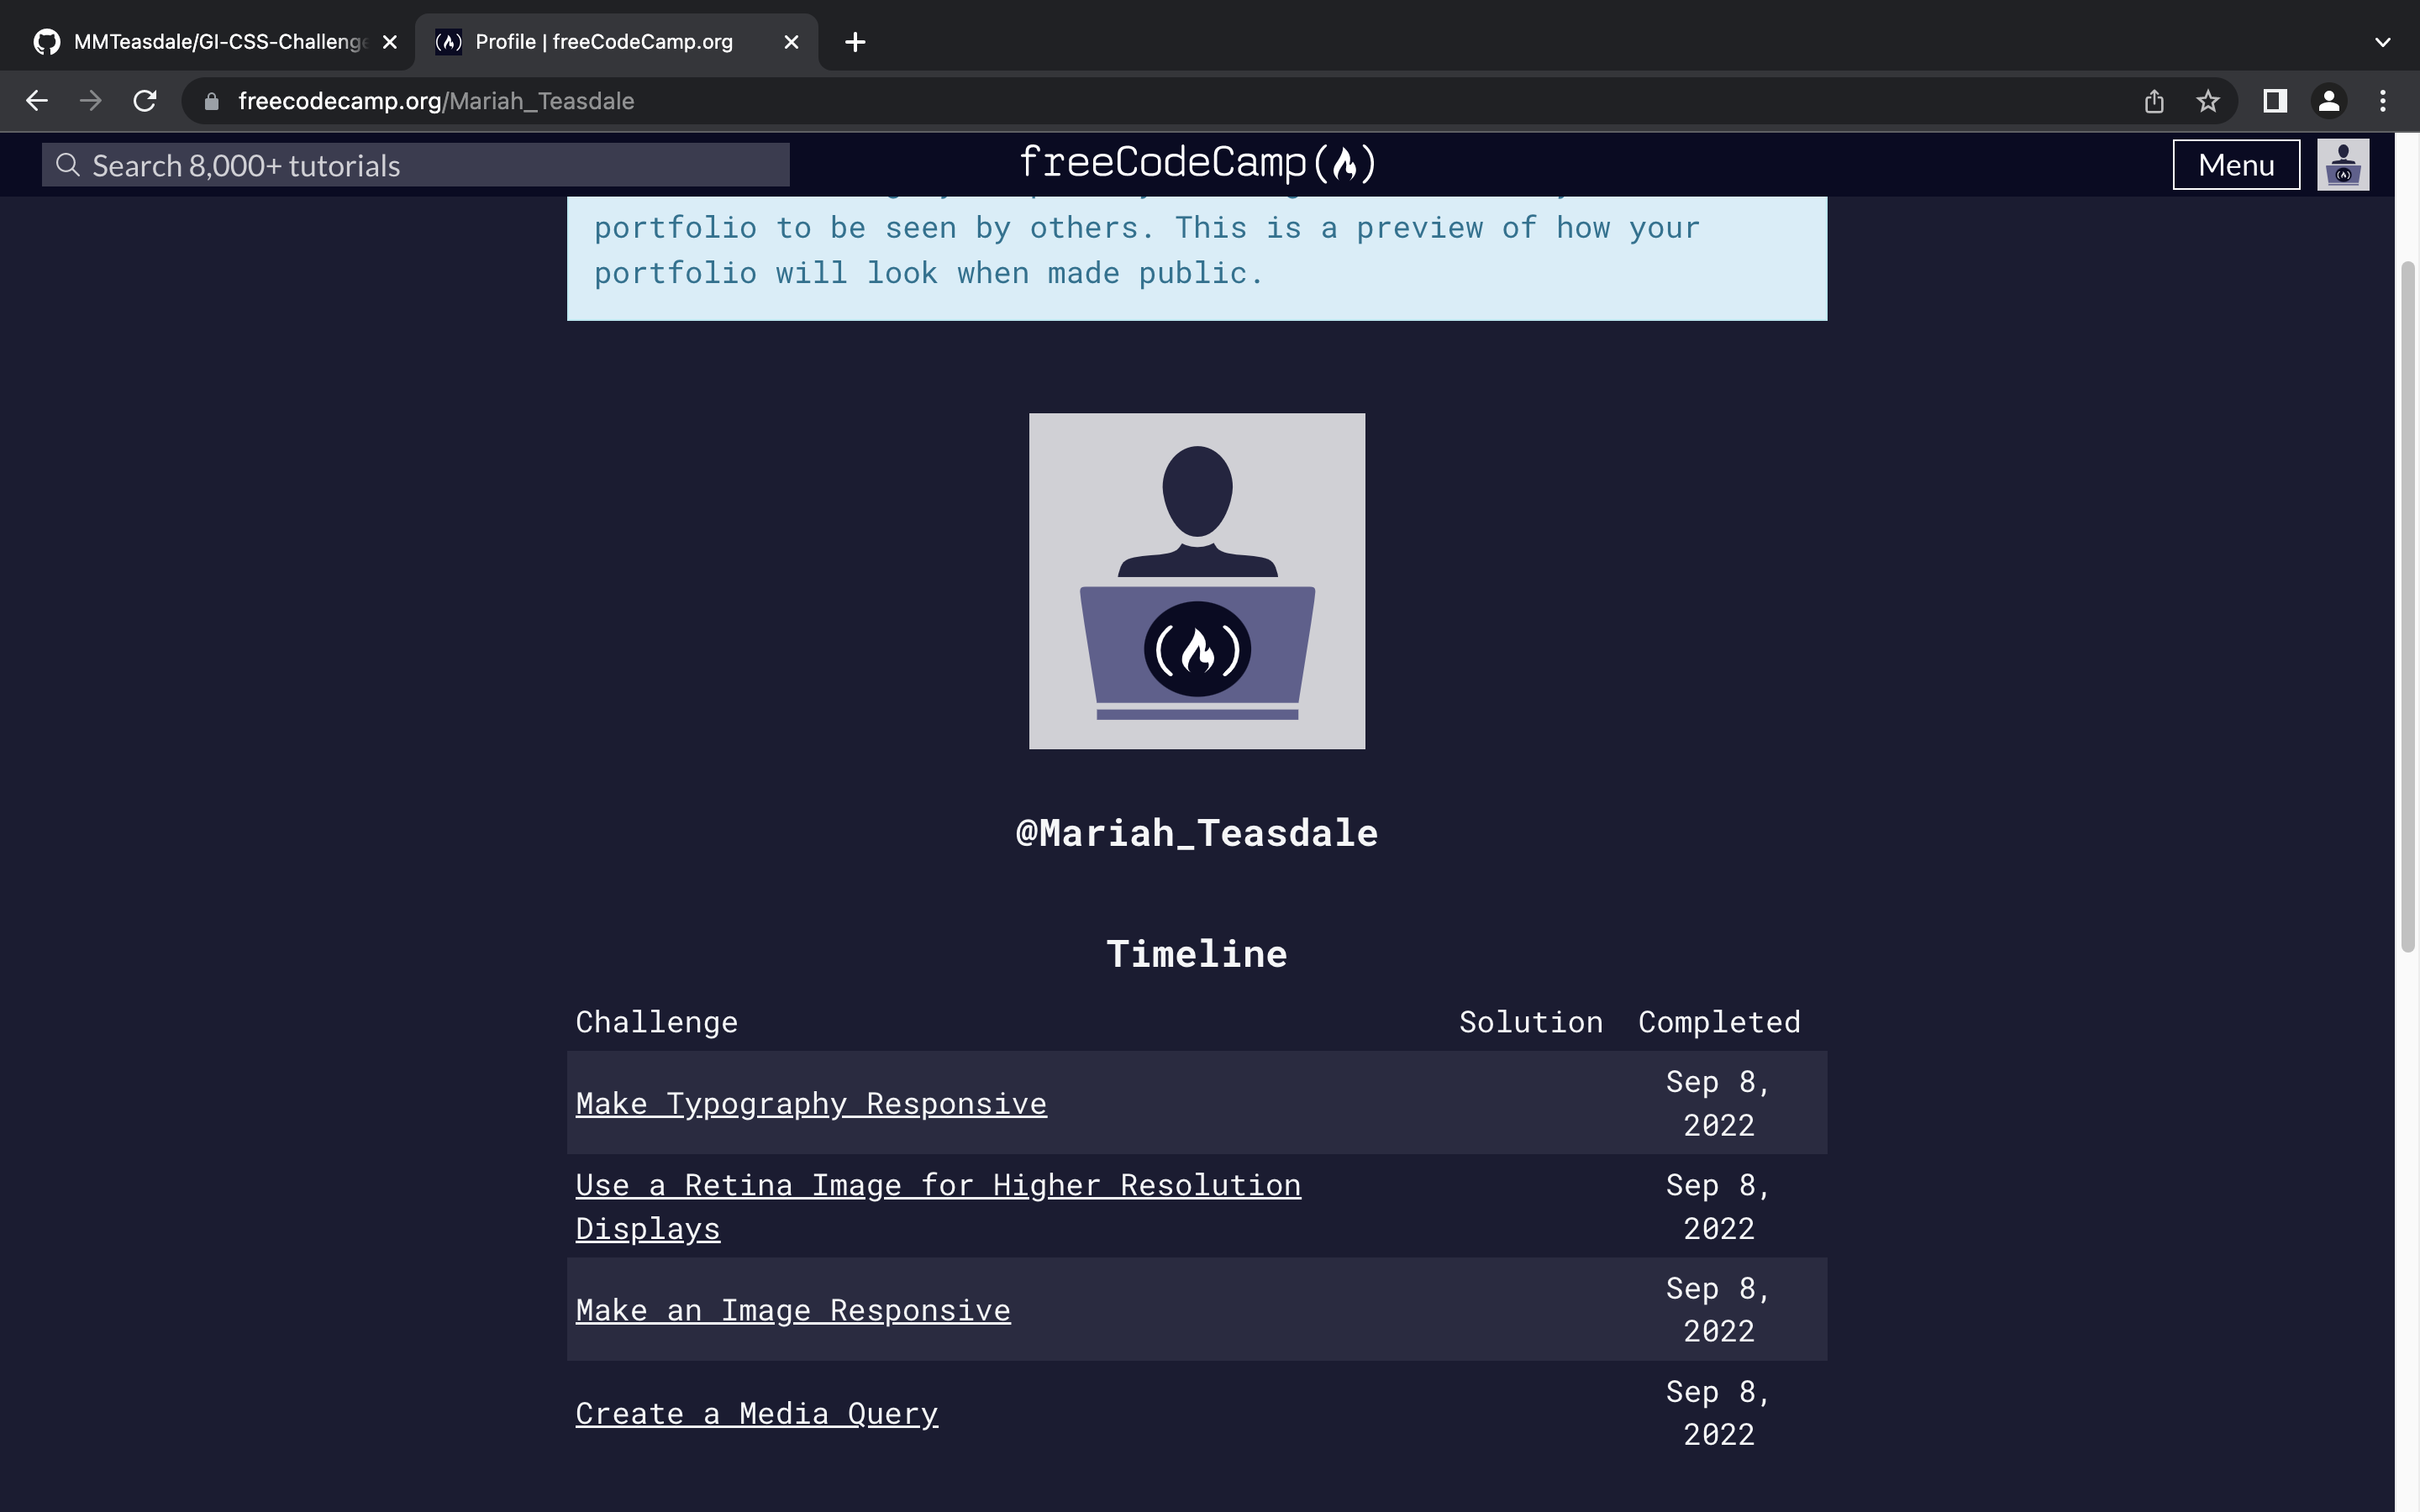 MMTeasdale/GI-CSS-Challenge
Profile | freeCodeCamp.org
freecodecamp.org/Mariah_Teasdale
Search 8,000+ tutorials
freeCodeCamp
Menu
portfolio to be seen by others. This is a preview of how your
portfolio will look when made public.
@Mariah_Teasdale
Timeline
Challenge Solution Completed
Make Typography Responsive
Sep 8,
2022
Use a Retina Image for Higher Resolution
Displays
Sep 8,
2022
Make an Image Responsive
Sep 8,
2022
Create a Media Query
Sep 8,
2022